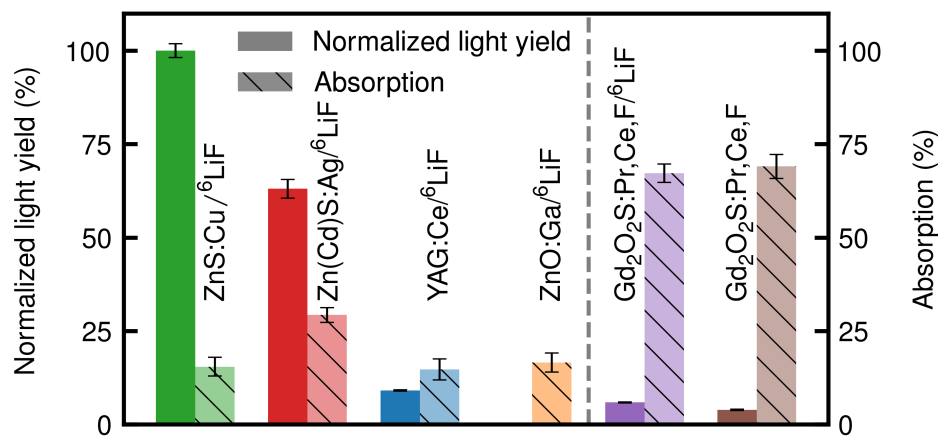 Normalized light yield (%)
100
75
50
25
0
Normalized light yield
Absorption
ZnS:Cu/⁶LiF
Zn(Cd)S:Ag/⁶LiF
YAG:Ce/⁶LiF
ZnO:Ga/⁶LiF
Gd₂O₂S:Pr,Ce,F/⁶LiF
Gd₂O₂S:Pr,Ce,F
100
75
50
25
0
Absorption (%)